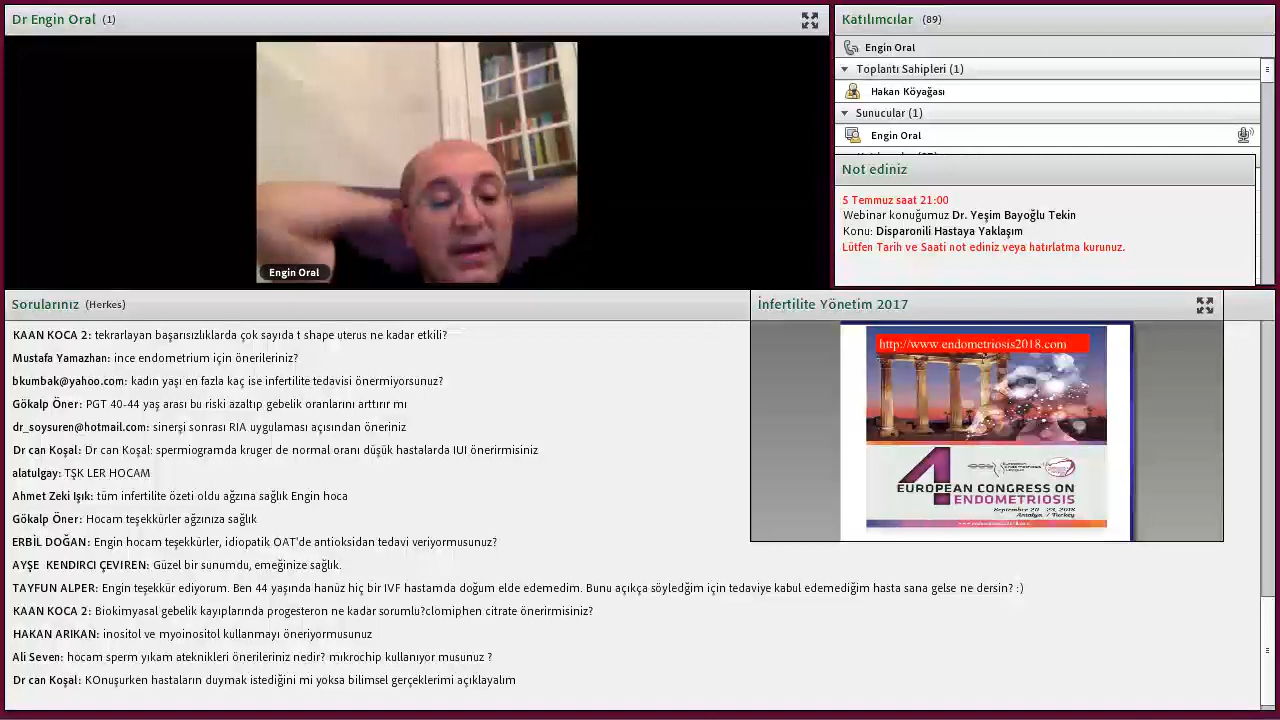 Dr Engin Oral (1)
Engin Oral
Katılımcılar (89)
Engin Oral
Toplantı Sahipleri (1)
Hakan Köyağası
Sunucular (1)
Engin Oral
Not ediniz
5 Temmuz saat 21:00
Webinar konuğumuz Dr. Yeşim Bayoğlu Tekin
Konu: Disparonili Hastaya Yaklaşım
Lütfen Tarih ve Saati not ediniz veya hatırlatma kurunuz.
Sorularınız (Herkes)
KAAN KOCA 2: tekrarlayan başarısızlıklarda çok sayıda t shape uterus ne kadar etkili?
Mustafa Yamazhan: ince endometrium için önerileriniz?
bkumbak@yahoo.com: kadın yaşı en fazla kaç ise infertilite tedavisi önermiyorsunuz?
Gökalp Öner: PGT 40-44 yaş arası bu riski azaltıp gebelik oranlarını arttırır mı
dr_soysuren@hotmail.com: sinerşi sonrası RIA uygulaması açısından öneriniz
Dr can Koşal: Dr can Koşal: spermiogramda kruger de normal oranı düşük hastalarda IUI önerirmisiniz
alatulgay: TŞK LER HOCAM
Ahmet Zeki Işık: tüm infertilite özeti oldu ağzına sağlık Engin hoca
Gökalp Öner: Hocam teşekkürler ağzınıza sağlık
ERBİL DOĞAN: Engin hocam teşekkürler, idiopatik OAT'de antioksidan tedavi veriyormusunuz?
AYŞE KENDIRCI ÇEVIREN: Güzel bir sunumdu, emeğinize sağlık.
TAYFUN ALPER: Engin teşekkür ediyorum. Ben 44 yaşında hanüz hiç bir IVF hastamda doğum elde edemedim. Bunu açıkça söyledğim için tedaviye kabul edemediğim hasta sana gelse ne dersin? :)
KAAN KOCA 2: Biokimyasal gebelik kayıplarında progesteron ne kadar sorumlu?clomiphen citrate önerirmisiniz?
HAKAN ARIKAN: inositol ve myoinositol kullanmayı öneriyormusunuz
Ali Seven: hocam sperm yıkam ateknikleri önerileriniz nedir? mıkrochip kullanıyor musunuz ?
Dr can Koşal: KOnuşurken hastaların duymak istediğini mi yoksa bilimsel gerçeklerimi açıklayalım
İnfertilite Yönetim 2017
http://www.endometriosis2018.com
4
EUROPEAN CONGRESS ON
ENDOMETRIOSIS
September 20 - 23, 2018
Antalya / Turkey